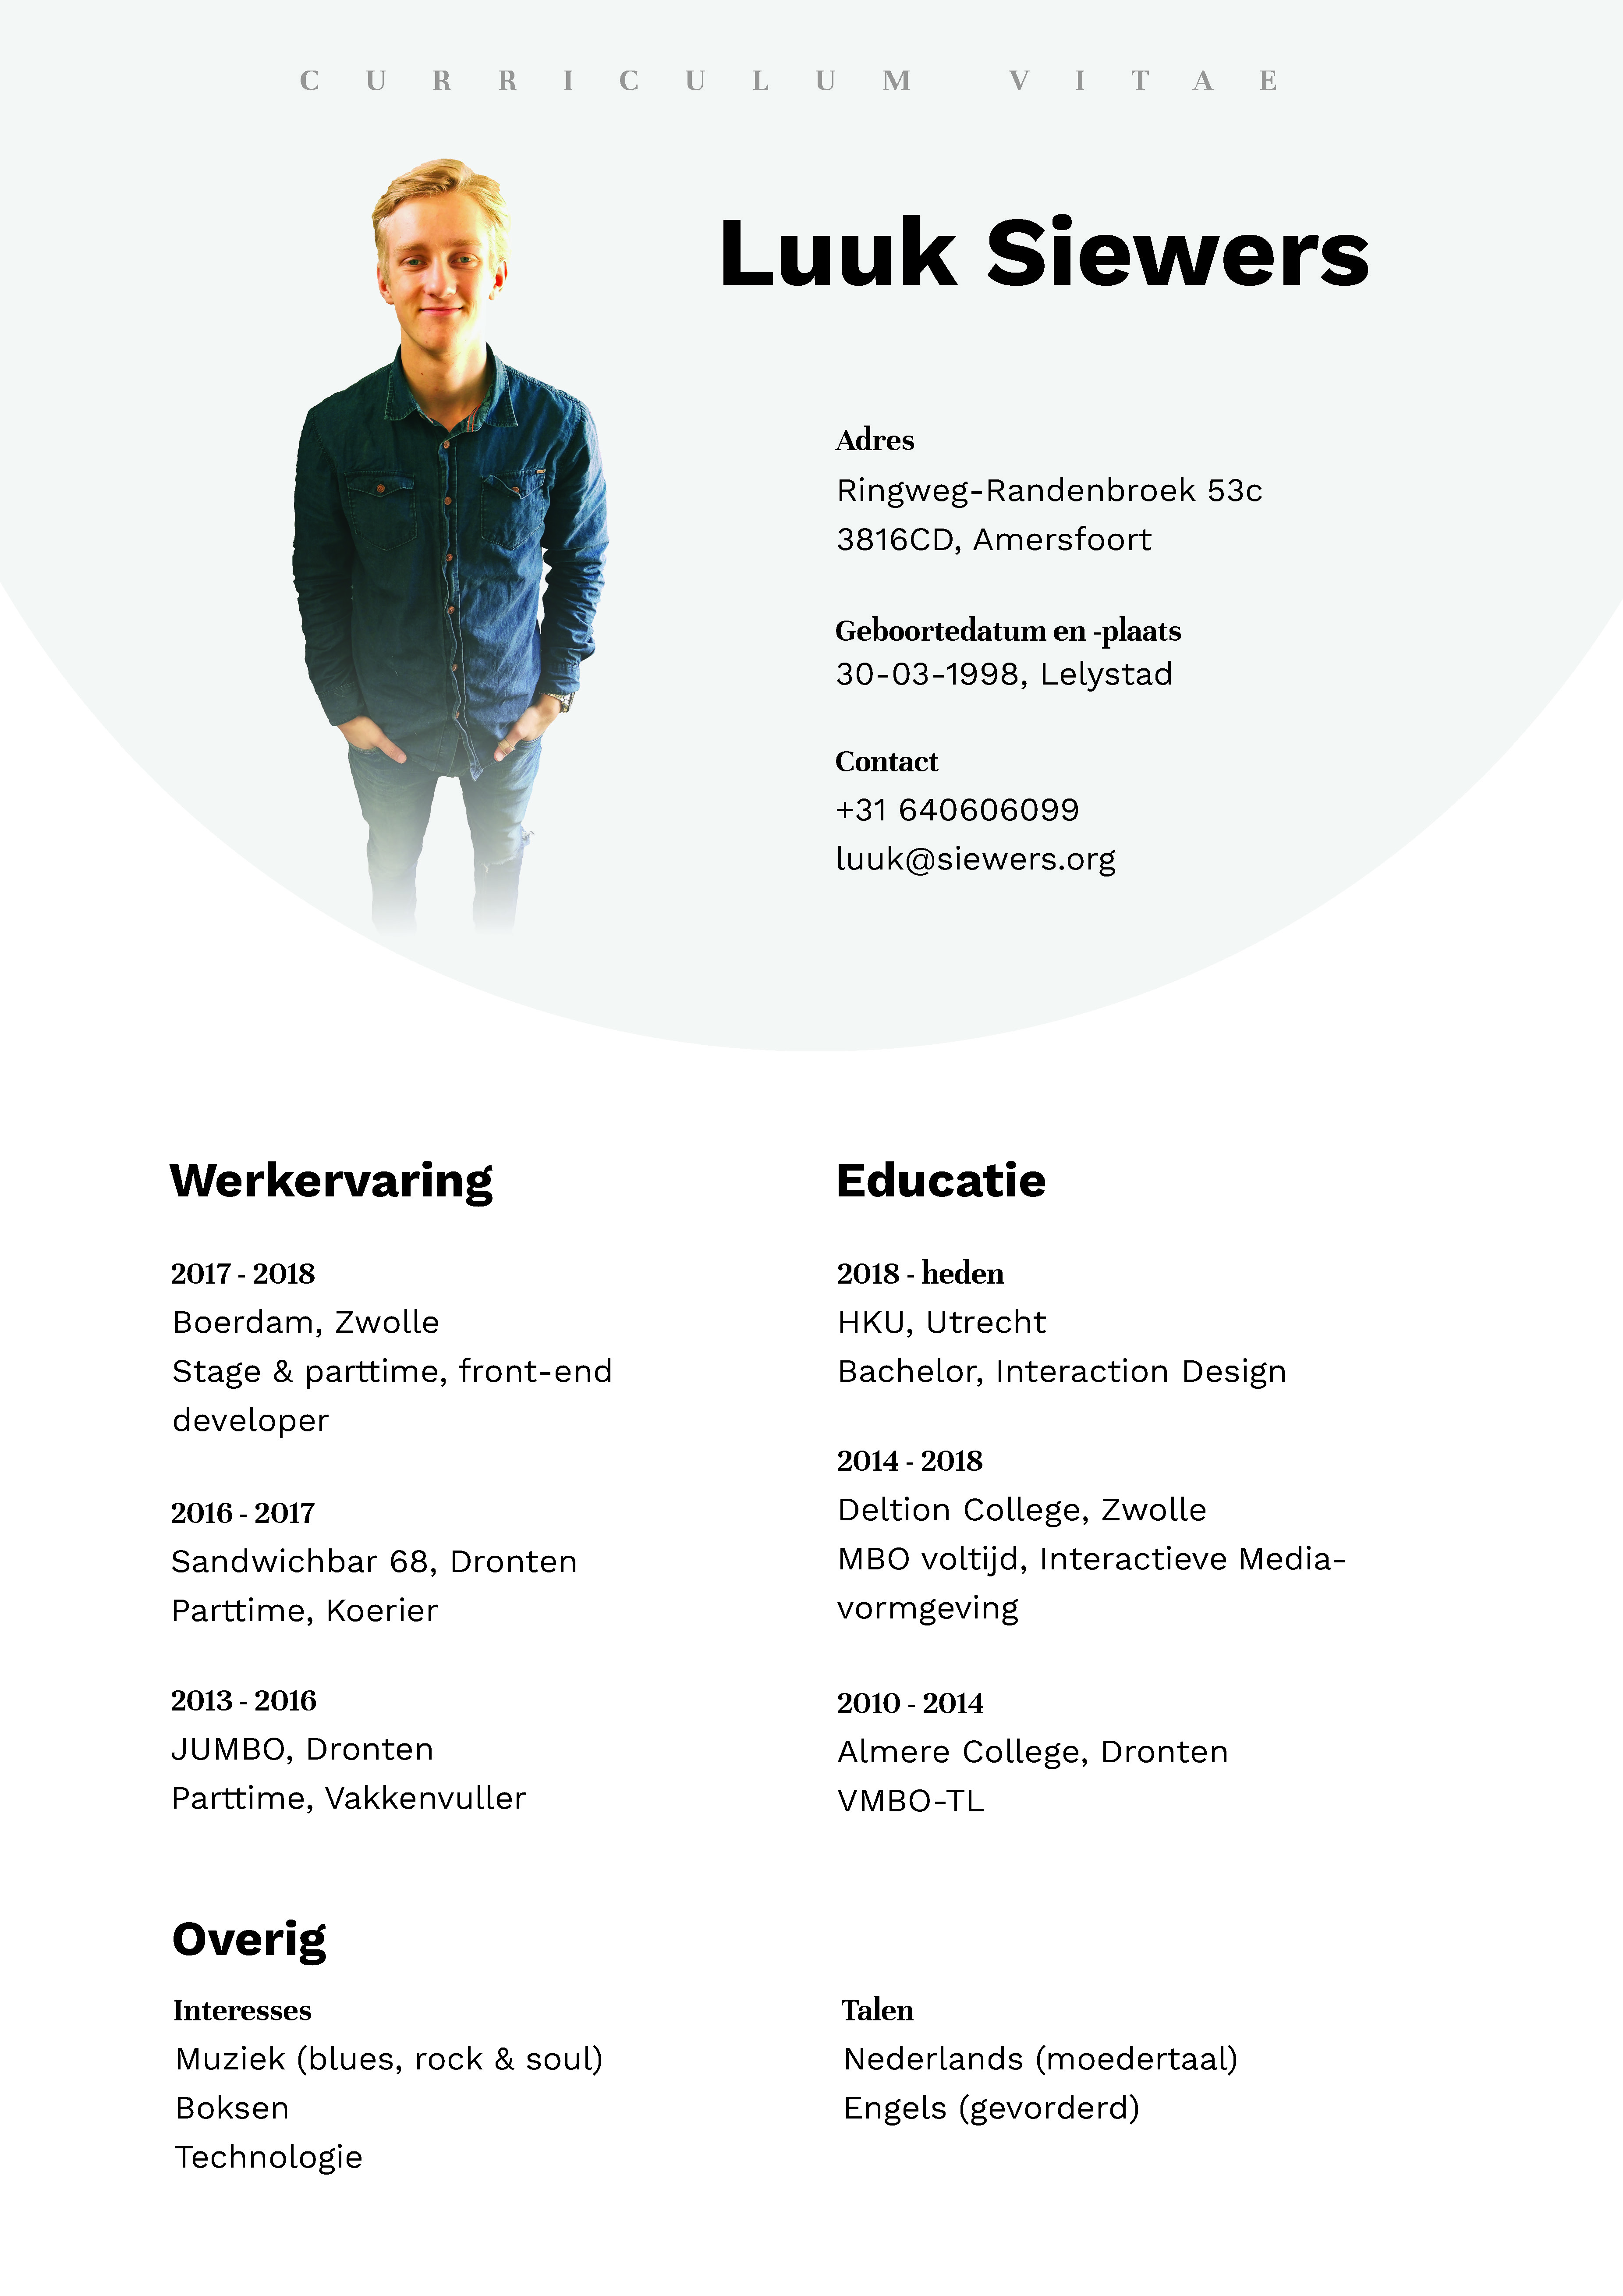 CURRICULUM VITAE
Luuk Siewers
Adres
Ringweg-Randenbroek 53c
3816CD, Amersfoort
Geboortedatum en -plaats
30-03-1998, Lelystad
Contact
+31 640606099
luuk@siewers.org
Werkervaring
2017 - 2018
Boerdam, Zwolle
Stage & parttime, front-end
developer
2016 - 2017
Sandwichbar 68, Dronten
Parttime, Koerier
2013 - 2016
JUMBO, Dronten
Parttime, Vakkenvuller
Educatie
2018 - heden
HKU, Utrecht
Bachelor, Interaction Design
2014 - 2018
Deltion College, Zwolle
MBO voltijd, Interactieve Media-
vormgeving
2010 - 2014
Almere College, Dronten
VMBO-TL
Overig
Interesses
Muziek (blues, rock & soul)
Boksen
Technologie
Talen
Nederlands (moedertaal)
Engels (gevorderd)